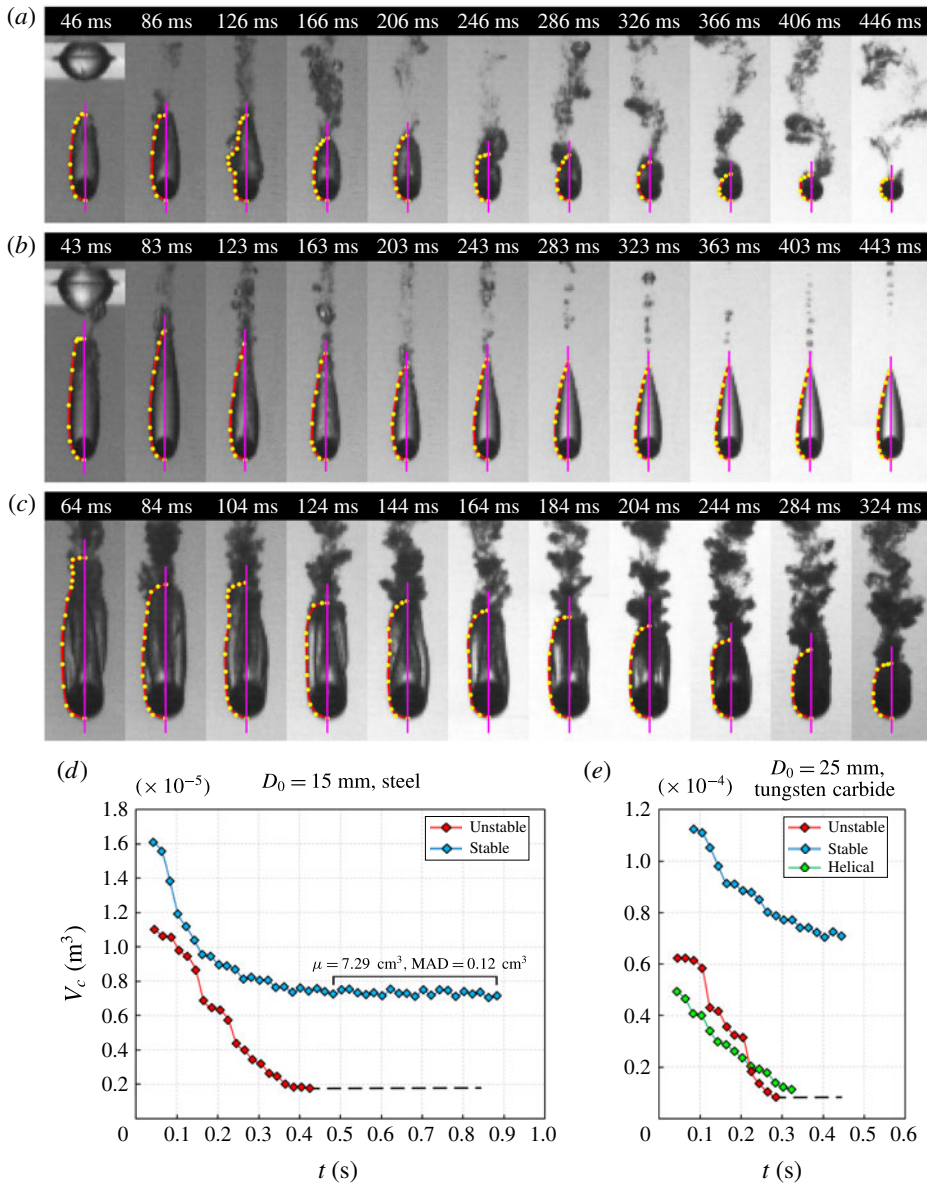 (a) 46 ms 86 ms 126 ms 166 ms 206 ms 246 ms 286 ms 326 ms 366 ms 406 ms 446 ms
(b) 43 ms 83 ms 123 ms 163 ms 203 ms 243 ms 283 ms 323 ms 363 ms 403 ms 443 ms
(c) 64 ms 84 ms 104 ms 124 ms 144 ms 164 ms 184 ms 204 ms 244 ms 284 ms 324 ms
(d)
(× 10⁻⁵)
D₀ = 15 mm, steel
1.8
1.6
1.4
1.2
1.0
0.8
0.6
0.4
0.2
V_c (m³)
Unstable
Stable
μ = 7.29 cm³, MAD = 0.12 cm³
0 0.1 0.2 0.3 0.4 0.5 0.6 0.7 0.8 0.9 1.0
t (s)
(e)
(× 10⁻⁴)
D₀ = 25 mm,
tungsten carbide
1.2
1.0
0.8
0.6
0.4
0.2
Unstable
Stable
Helical
0 0.1 0.2 0.3 0.4 0.5 0.6
t (s)